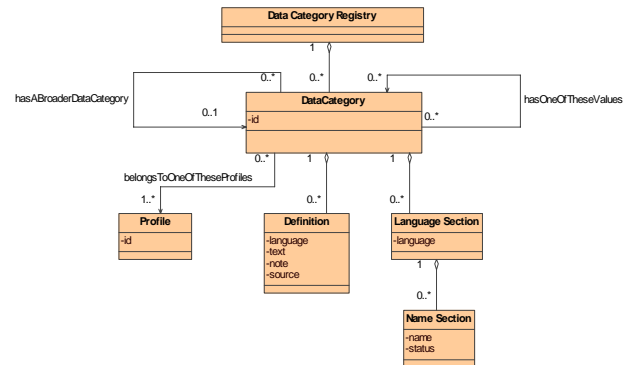 Data Category Registry
1
0..*
0..*
0..*
hasABroaderDataCategory
hasOneOfTheseValues
DataCategory
0..1
-id
0..*
0..*
1
1
belongsToOneOfTheseProfiles
1..*
0..*
0..*
Profile
-id
Definition
-language
-text
-note
-source
Language Section
-language
1
0..*
Name Section
-name
-status